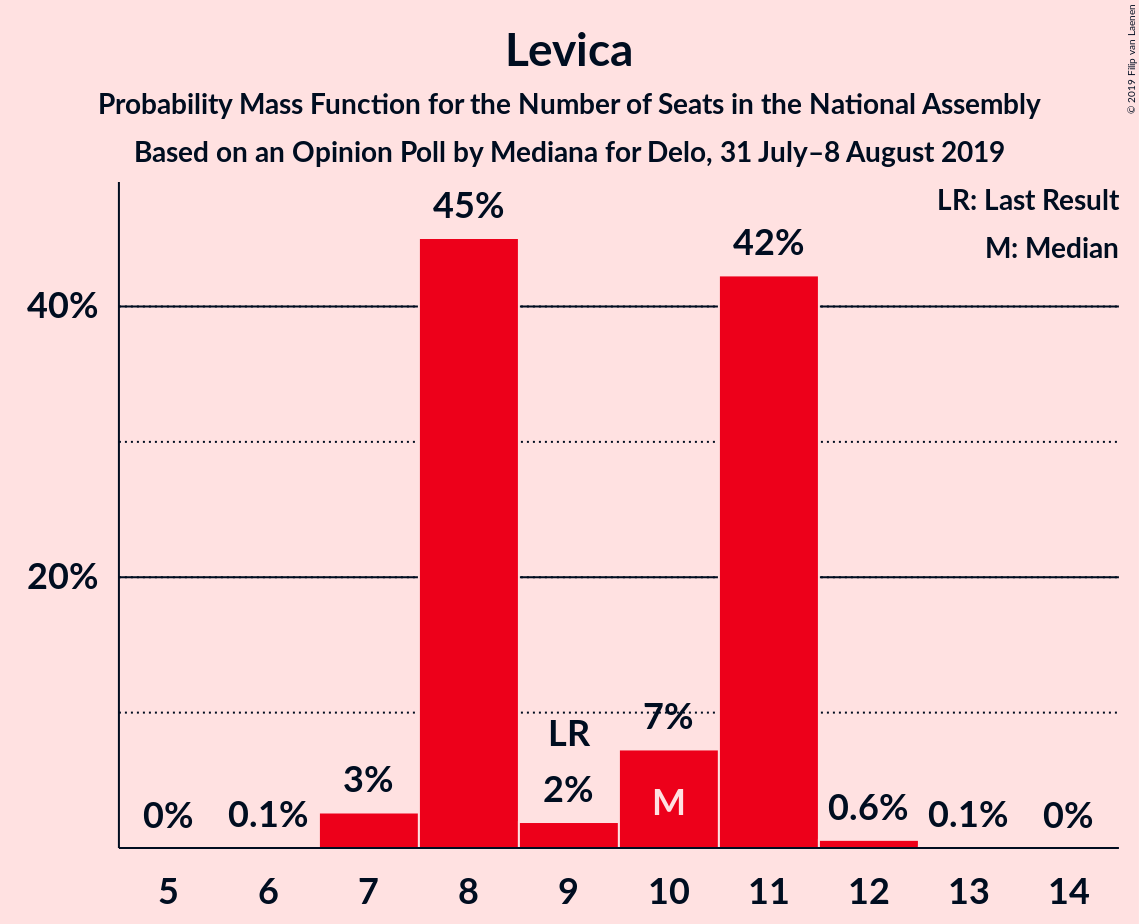 Levica
Probability Mass Function for the Number of Seats in the National Assembly
Based on an Opinion Poll by Mediana for Delo, 31 July–8 August 2019
© 2019 Filip van Laenen
LR: Last Result
M: Median
45%
42%
40%
20%
7%
LR
3%
2%
M
0%
0.1%
0.6%
0.1%
0%
5 6 7 8 9 10 11 12 13 14